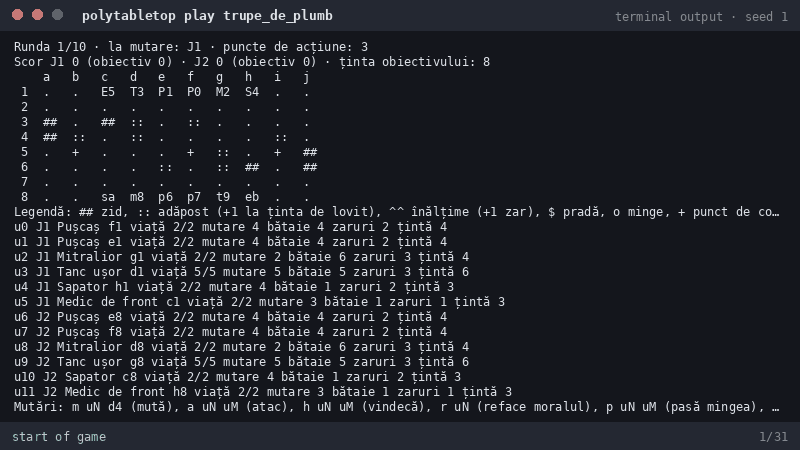 polytabletop play trupe_de_plumb
terminal output · seed 1
Runda 1/10 · la mutare: J1 · puncte de acțiune: 3
Scor J1 0 (obiectiv 0) · J2 0 (obiectiv 0) · ținta obiectivului: 8
a b c d e f g h i j
1 . . E5 T3 P1 P0 M2 S4 . .
2 . . . . . . . . . .
3 ## . ## :: . :: . . . .
4 ## :: . :: . . . . :: .
5 . + . . . + :: . + ##
6 . . . . :: . :: ## . ##
7 . . . . . . . . . .
8 . . sa m8 p6 p7 t9 eb . .
Legendă: ## zid, :: adăpost (+1 la ținta de lovit), ^^ înălțime (+1 zar), $ pradă, o minge, + punct de co…
u0 J1 Pușcaș f1 viață 2/2 mutare 4 bătaie 4 zaruri 2 țintă 4
u1 J1 Pușcaș e1 viață 2/2 mutare 4 bătaie 4 zaruri 2 țintă 4
u2 J1 Mitralior g1 viață 2/2 mutare 2 bătaie 6 zaruri 3 țintă 4
u3 J1 Tanc ușor d1 viață 5/5 mutare 5 bătaie 5 zaruri 3 țintă 6
u4 J1 Sapator h1 viață 2/2 mutare 4 bătaie 1 zaruri 2 țintă 3
u5 J1 Medic de front c1 viață 2/2 mutare 3 bătaie 1 zaruri 1 țintă 3
u6 J2 Pușcaș e8 viață 2/2 mutare 4 bătaie 4 zaruri 2 țintă 4
u7 J2 Pușcaș f8 viață 2/2 mutare 4 bătaie 4 zaruri 2 țintă 4
u8 J2 Mitralior d8 viață 2/2 mutare 2 bătaie 6 zaruri 3 țintă 4
u9 J2 Tanc ușor g8 viață 5/5 mutare 5 bătaie 5 zaruri 3 țintă 6
u10 J2 Sapator c8 viață 2/2 mutare 4 bătaie 1 zaruri 2 țintă 3
u11 J2 Medic de front h8 viață 2/2 mutare 3 bătaie 1 zaruri 1 țintă 3
Mutări: m uN d4 (mută), a uN uM (atac), h uN uM (vindecă), r uN (reface moralul), p uN uM (pasă mingea), …
start of game
1/31